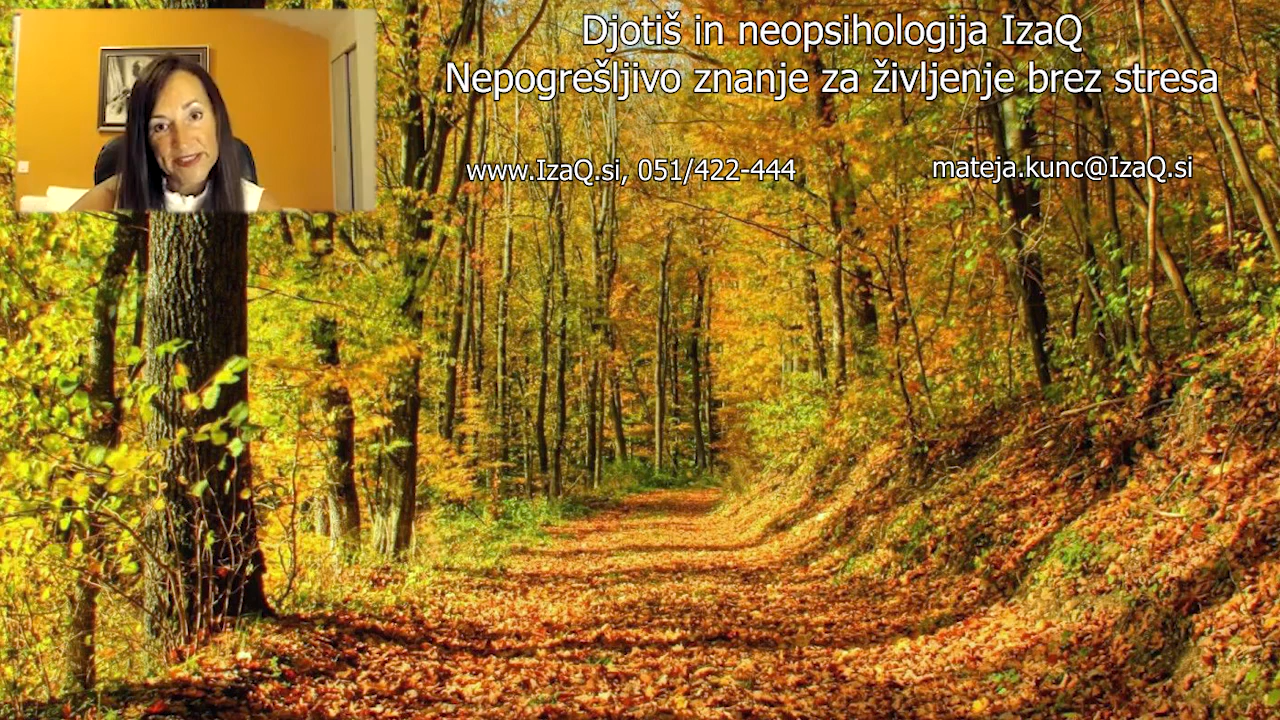 Djotiš in neopsihologija IzaQ
Nepogrešljivo znanje za življenje brez stresa
www.IzaQ.si, 051/422-444
mateja.kunc@IzaQ.si